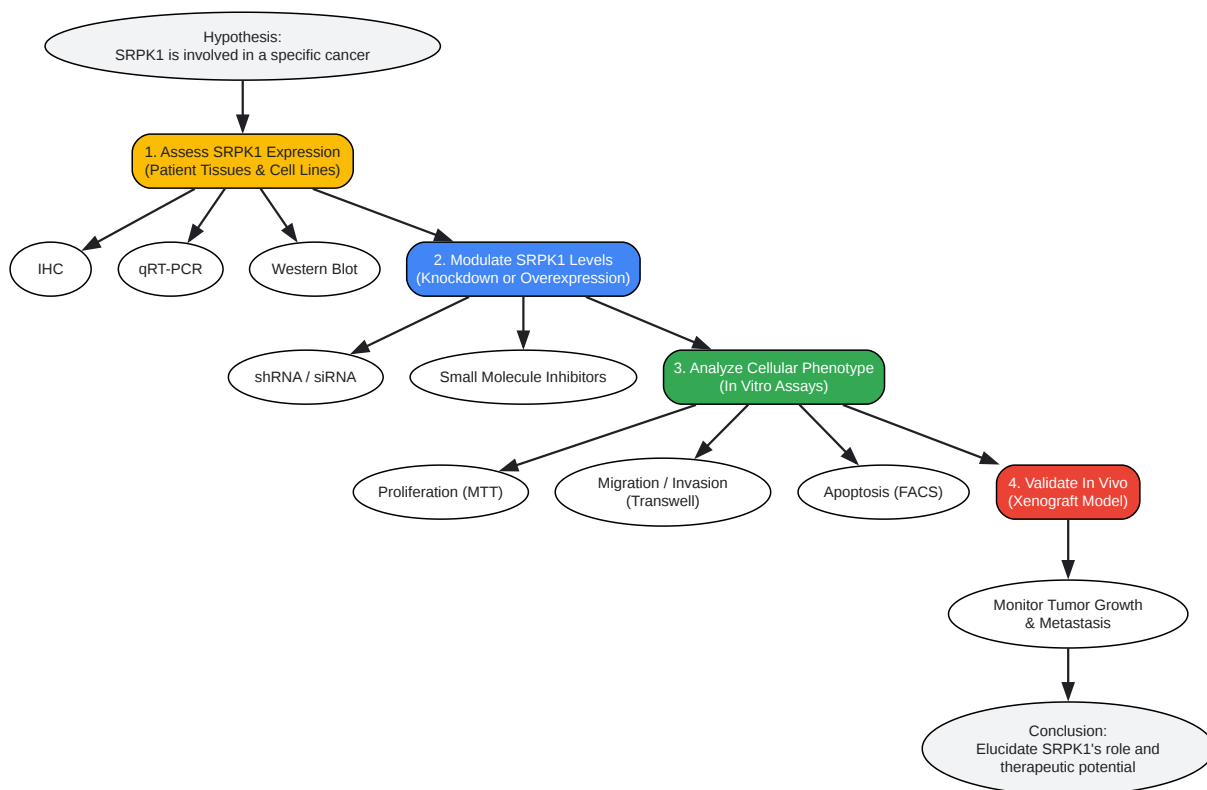 Hypothesis:
SRPK1 is involved in a specific cancer
1. Assess SRPK1 Expression
(Patient Tissues & Cell Lines)
IHC
qRT-PCR
Western Blot
2. Modulate SRPK1 Levels
(Knockdown or Overexpression)
shRNA / siRNA
Small Molecule Inhibitors
3. Analyze Cellular Phenotype
(In Vitro Assays)
Proliferation (MTT)
Migration / Invasion
(Transwell)
Apoptosis (FACS)
4. Validate In Vivo
(Xenograft Model)
Monitor Tumor Growth
& Metastasis
Conclusion:
Elucidate SRPK1's role and
therapeutic potential